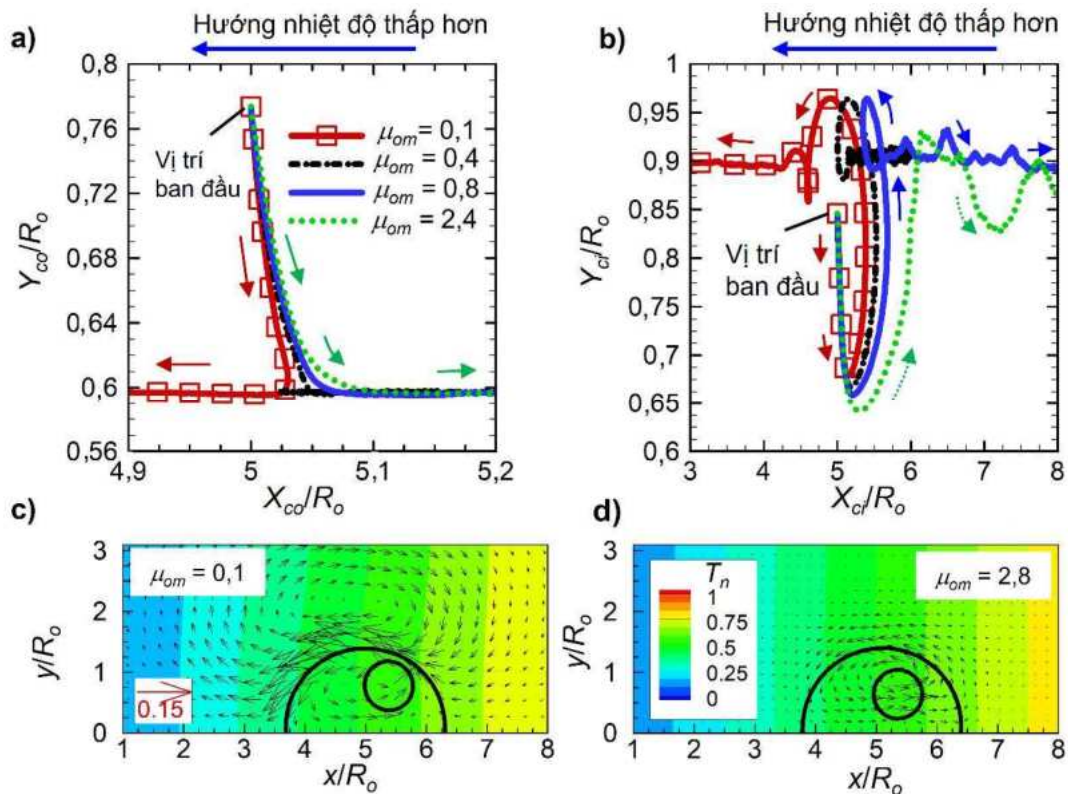 a)
Hướng nhiệt độ thấp hơn
Y_co/R_o
0,8
0,76
0,72
0,68
0,64
0,6
0,56
Vị trí
ban đầu
μ_om = 0,1
μ_om = 0,4
μ_om = 0,8
μ_om = 2,4
4,9
5
5,1
5,2
X_co/R_o
b)
Hướng nhiệt độ thấp hơn
Y_ci/R_o
1
0,95
0,9
0,85
0,8
0,75
0,7
0,65
0,6
Vị trí
ban đầu
3
4
5
6
7
8
X_ci/R_o
c)
y/R_o
3
2
1
0
μ_om = 0,1
0.15
1
2
3
4
5
6
7
8
x/R_o
d)
y/R_o
3
2
1
0
T_n
1
0.75
0.5
0.25
0
μ_om = 2,8
1
2
3
4
5
6
7
8
x/R_o